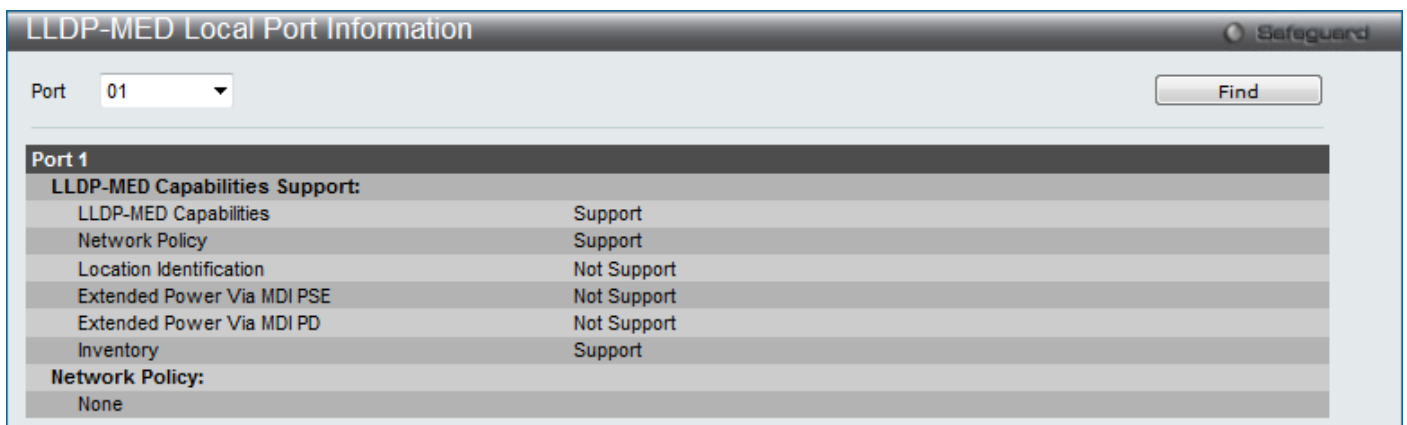 LLDP-MED Local Port Information
Safeguard
Port 01 Find
Port 1
LLDP-MED Capabilities Support:
LLDP-MED Capabilities Support
Network Policy Support
Location Identification Not Support
Extended Power Via MDI PSE Not Support
Extended Power Via MDI PD Not Support
Inventory Support
Network Policy:
None